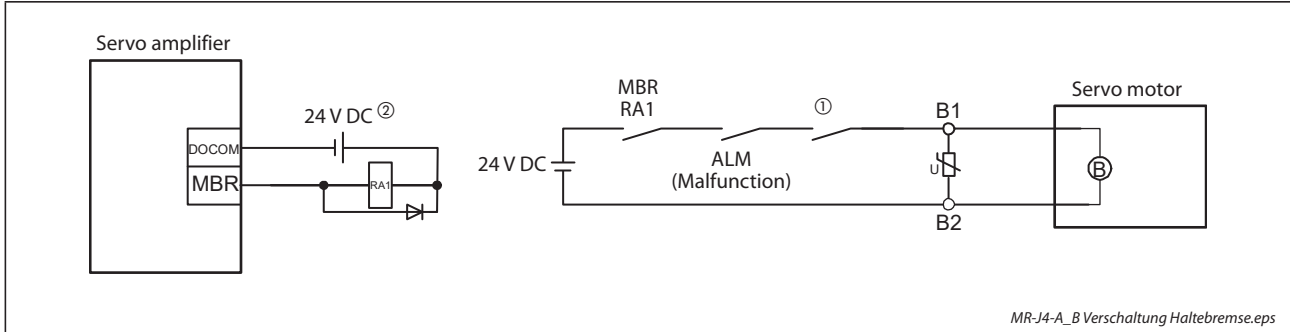 Servo amplifier
24 V DC ②
DOCOM
MBR
RA1
MBR
RA1
①
24 V DC
ALM
(Malfunction)
B1
U
B2
Servo motor
B
MR-J4-A_B Verschaltung Haltebremse.eps